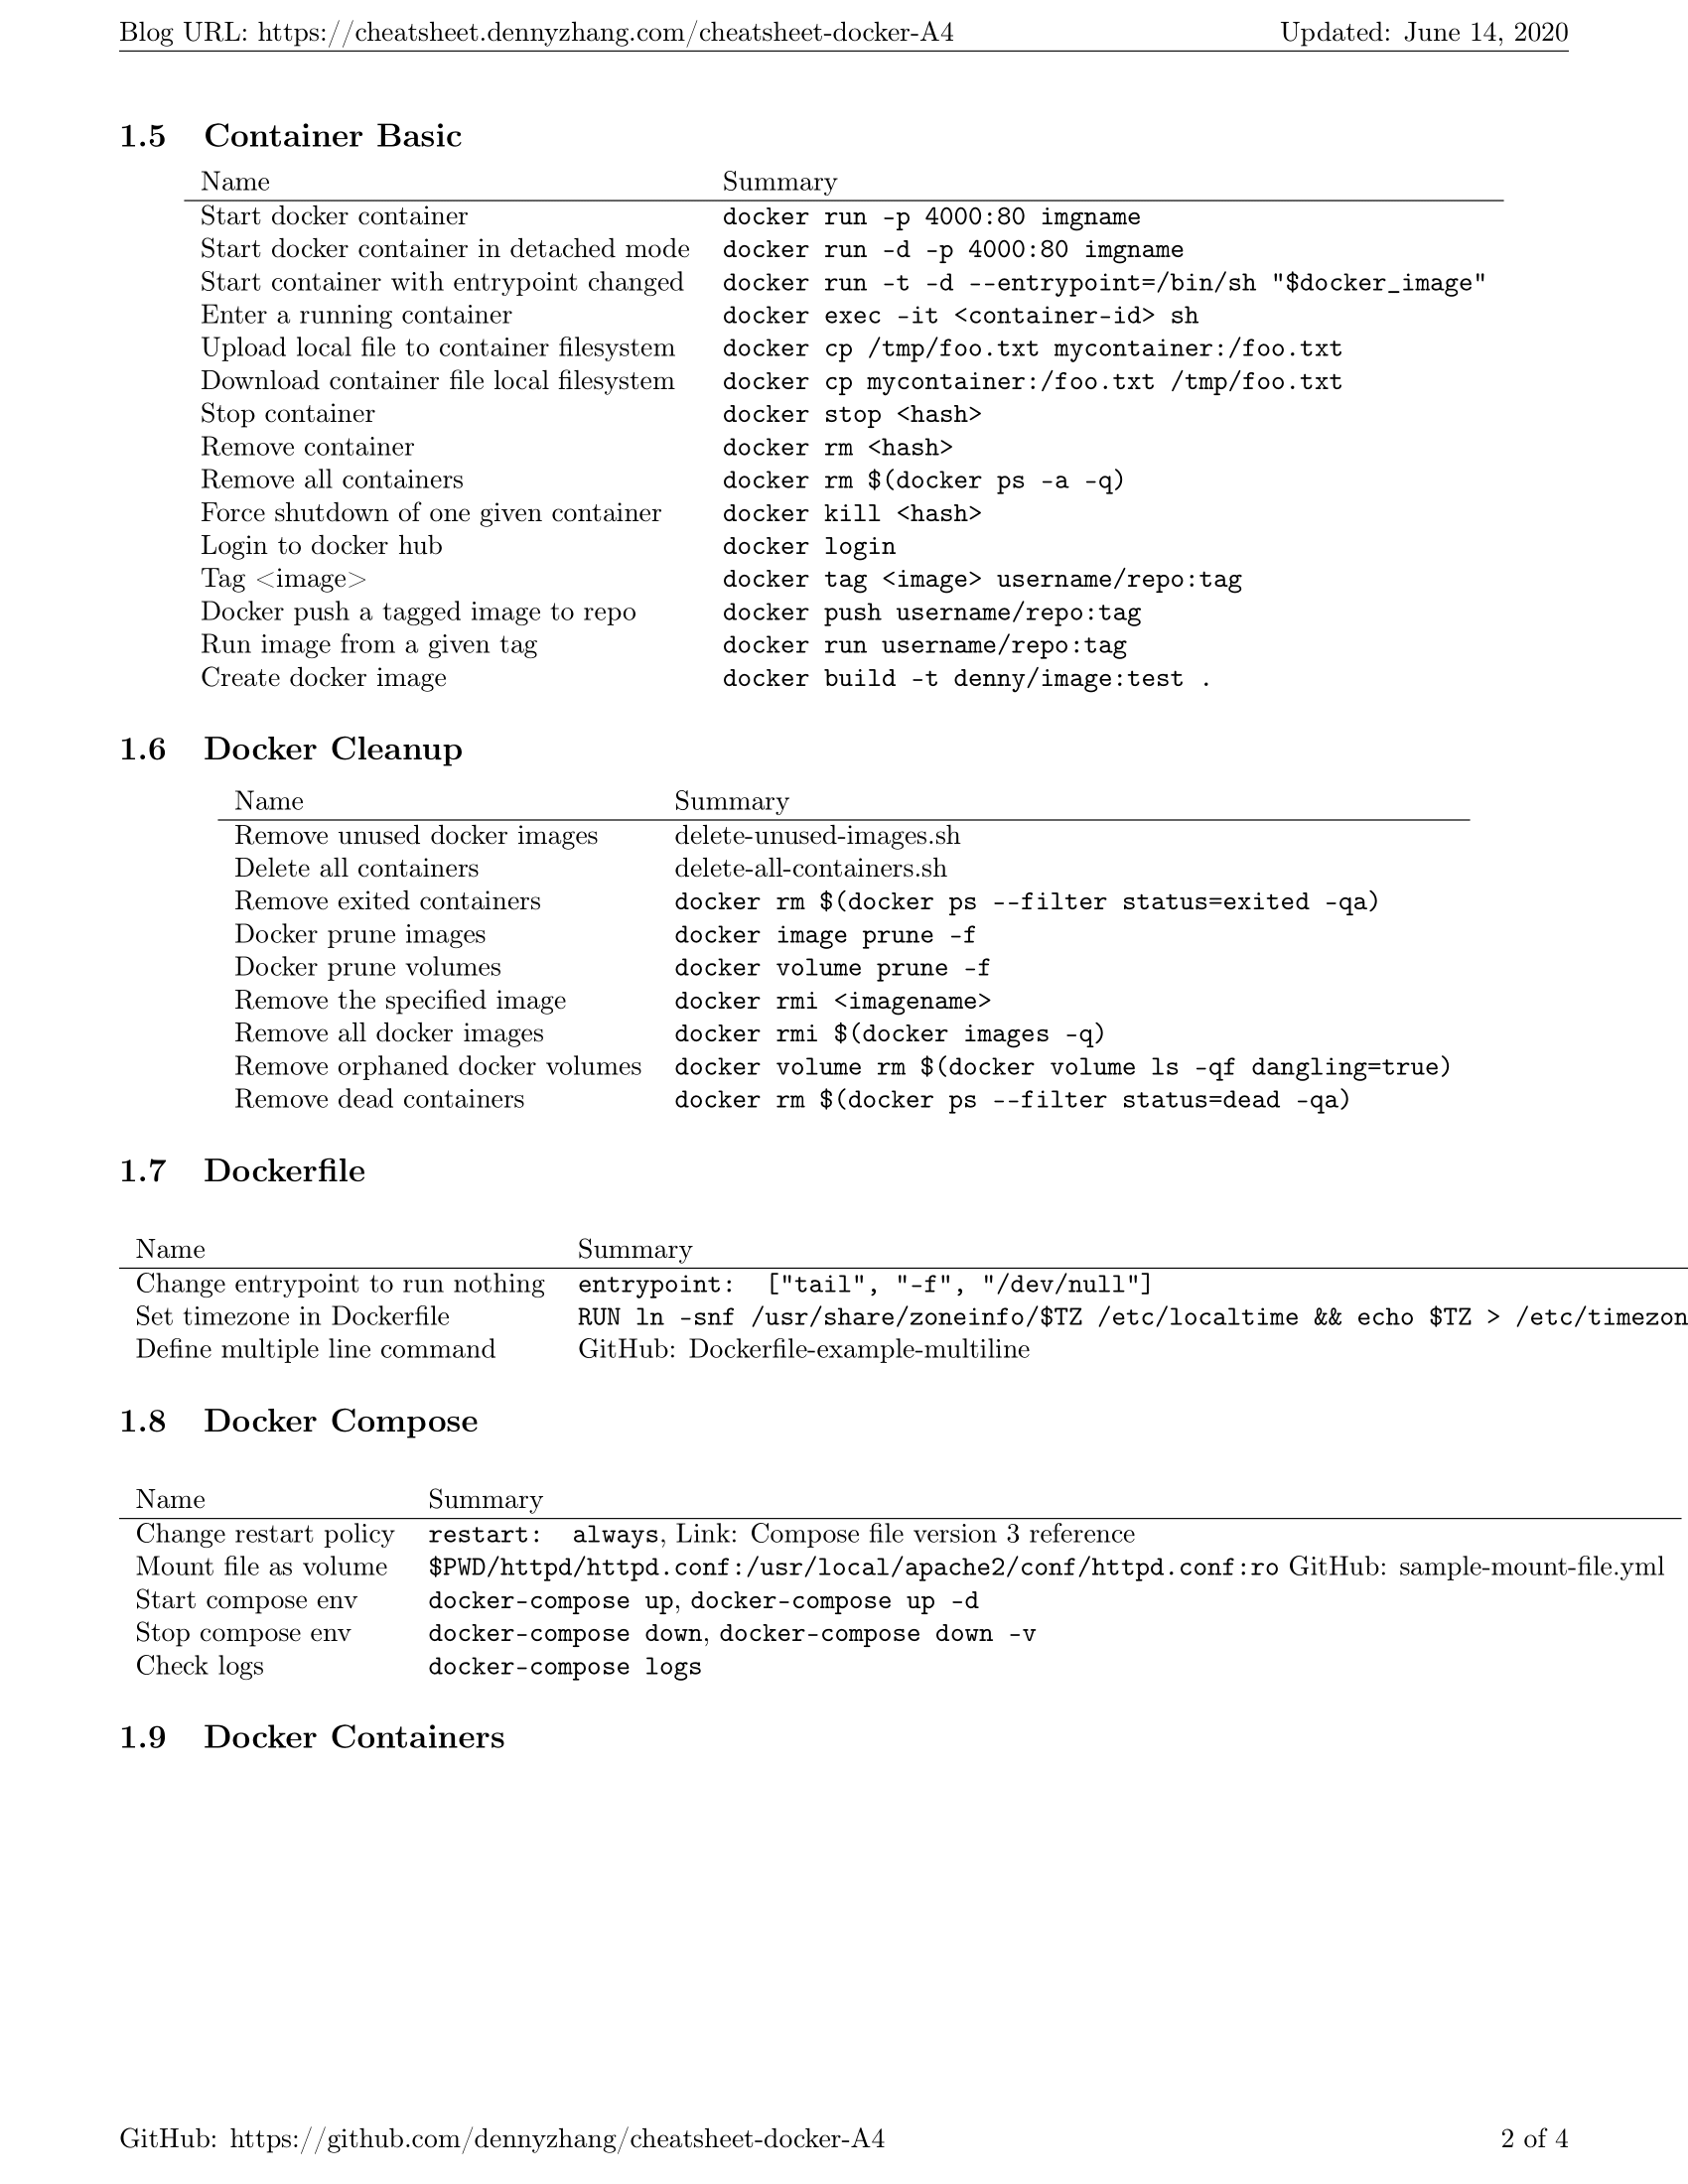 Blog URL: https://cheatsheet.dennyzhang.com/cheatsheet-docker-A4 Updated: June 14, 2020
1.5 Container Basic
Name Summary
Start docker container docker run -p 4000:80 imgname
Start docker container in detached mode docker run -d -p 4000:80 imgname
Start container with entrypoint changed docker run -t -d --entrypoint=/bin/sh "$docker_image"
Enter a running container docker exec -it <container-id> sh
Upload local file to container filesystem docker cp /tmp/foo.txt mycontainer:/foo.txt
Download container file local filesystem docker cp mycontainer:/foo.txt /tmp/foo.txt
Stop container docker stop <hash>
Remove container docker rm <hash>
Remove all containers docker rm $(docker ps -a -q)
Force shutdown of one given container docker kill <hash>
Login to docker hub docker login
Tag <image> docker tag <image> username/repo:tag
Docker push a tagged image to repo docker push username/repo:tag
Run image from a given tag docker run username/repo:tag
Create docker image docker build -t denny/image:test .
1.6 Docker Cleanup
Name Summary
Remove unused docker images delete-unused-images.sh
Delete all containers delete-all-containers.sh
Remove exited containers docker rm $(docker ps --filter status=exited -qa)
Docker prune images docker image prune -f
Docker prune volumes docker volume prune -f
Remove the specified image docker rmi <imagename>
Remove all docker images docker rmi $(docker images -q)
Remove orphaned docker volumes docker volume rm $(docker volume ls -qf dangling=true)
Remove dead containers docker rm $(docker ps --filter status=dead -qa)
1.7 Dockerfile
Name Summary
Change entrypoint to run nothing entrypoint: ["tail", "-f", "/dev/null"]
Set timezone in Dockerfile RUN ln -snf /usr/share/zoneinfo/$TZ /etc/localtime && echo $TZ > /etc/timezon
Define multiple line command GitHub: Dockerfile-example-multiline
1.8 Docker Compose
Name Summary
Change restart policy restart: always, Link: Compose file version 3 reference
Mount file as volume $PWD/httpd/httpd.conf:/usr/local/apache2/conf/httpd.conf:ro GitHub: sample-mount-file.yml
Start compose env docker-compose up, docker-compose up -d
Stop compose env docker-compose down, docker-compose down -v
Check logs docker-compose logs
1.9 Docker Containers
GitHub: https://github.com/dennyzhang/cheatsheet-docker-A4 2 of 4